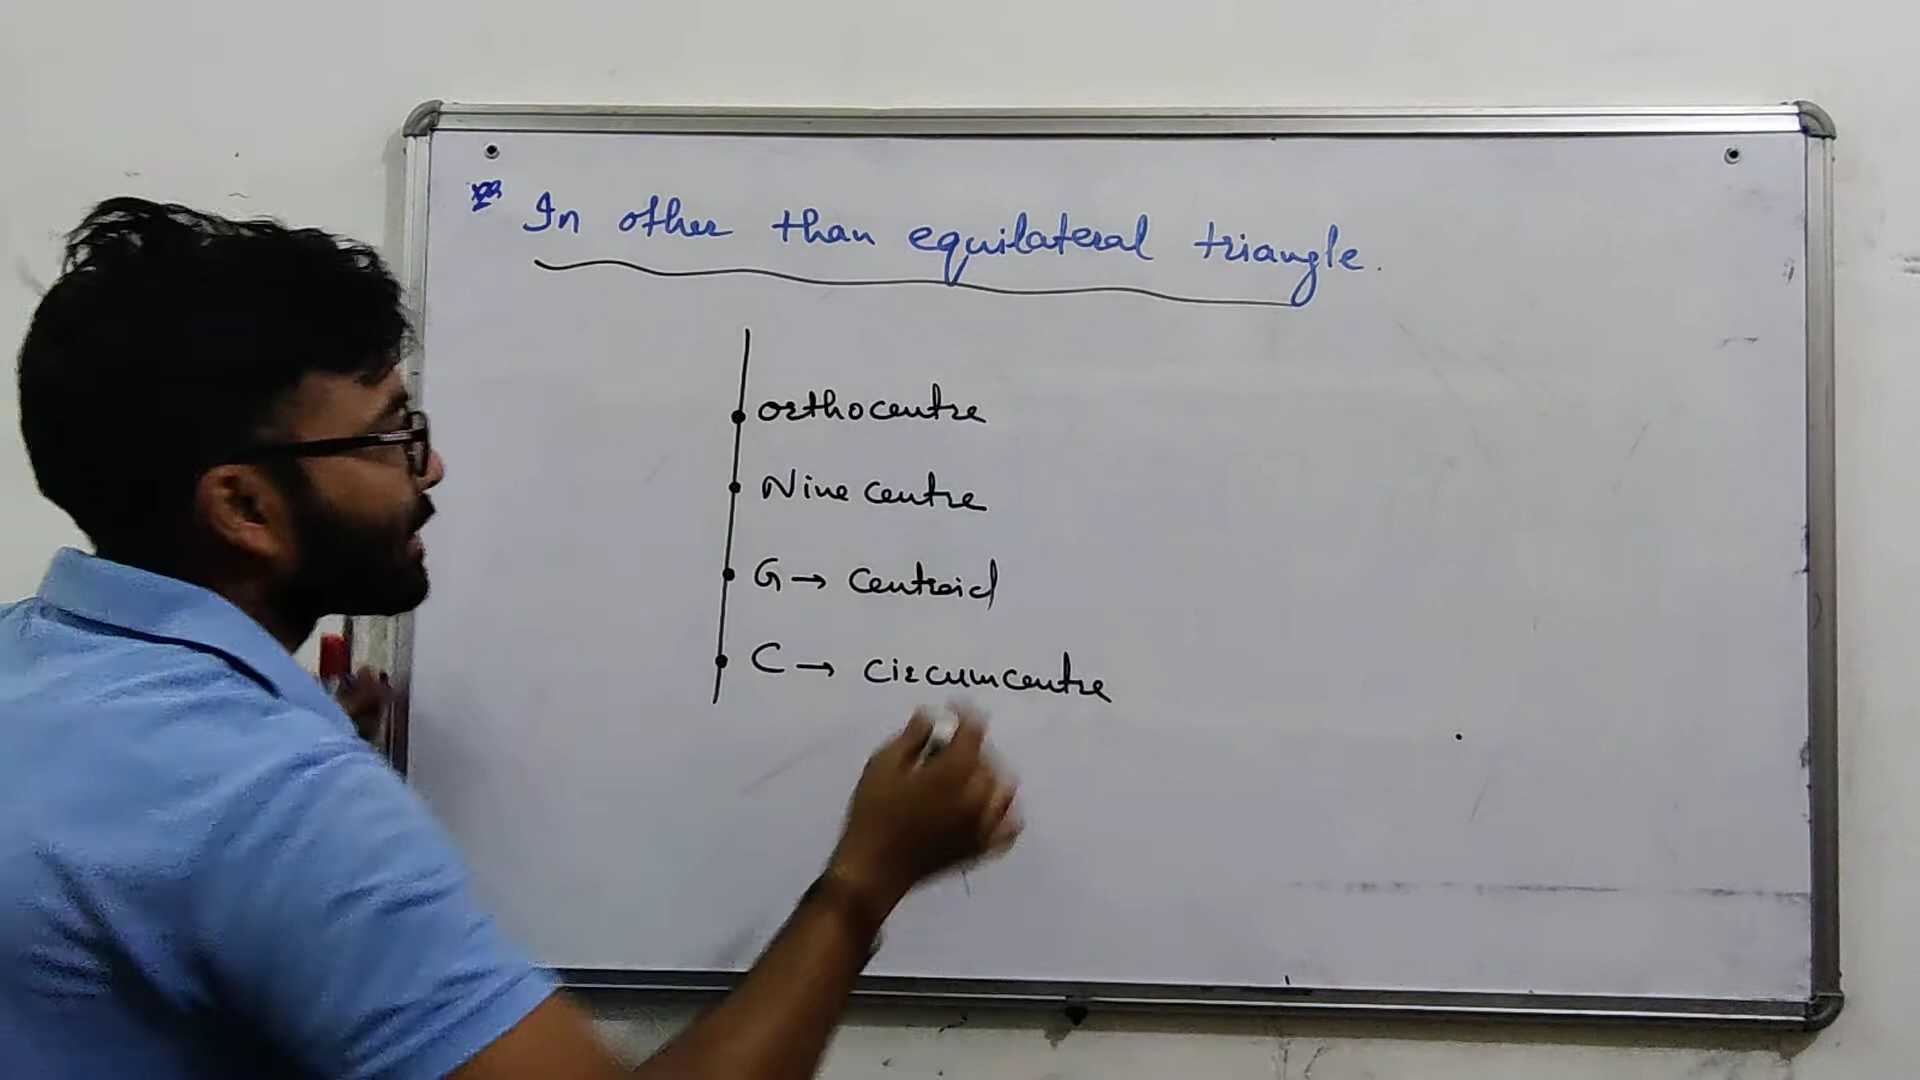 In other than equilateral triangle.
orthocentre
Nine centre
G → Centroid
C → circumcentre